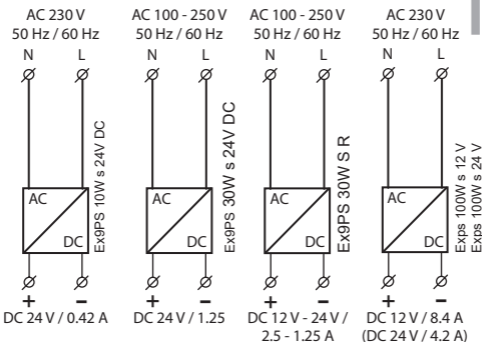 AC 230 V
50 Hz / 60 Hz
N L
AC
DC
Ex9PS 10W s 24V DC
+ –
DC 24 V / 0.42 A
AC 100 - 250 V
50 Hz / 60 Hz
N L
AC
DC
Ex9PS 30W s 24V DC
+ –
DC 24 V / 1.25
AC 100 - 250 V
50 Hz / 60 Hz
N L
AC
DC
Ex9PS 30W S R
+ –
DC 12 V - 24 V /
2.5 - 1.25 A
AC 230 V
50 Hz / 60 Hz
N L
AC
DC
Exps 100W s 12 V
Exps 100W s 24 V
+ –
DC 12 V / 8.4 A
(DC 24 V / 4.2 A)